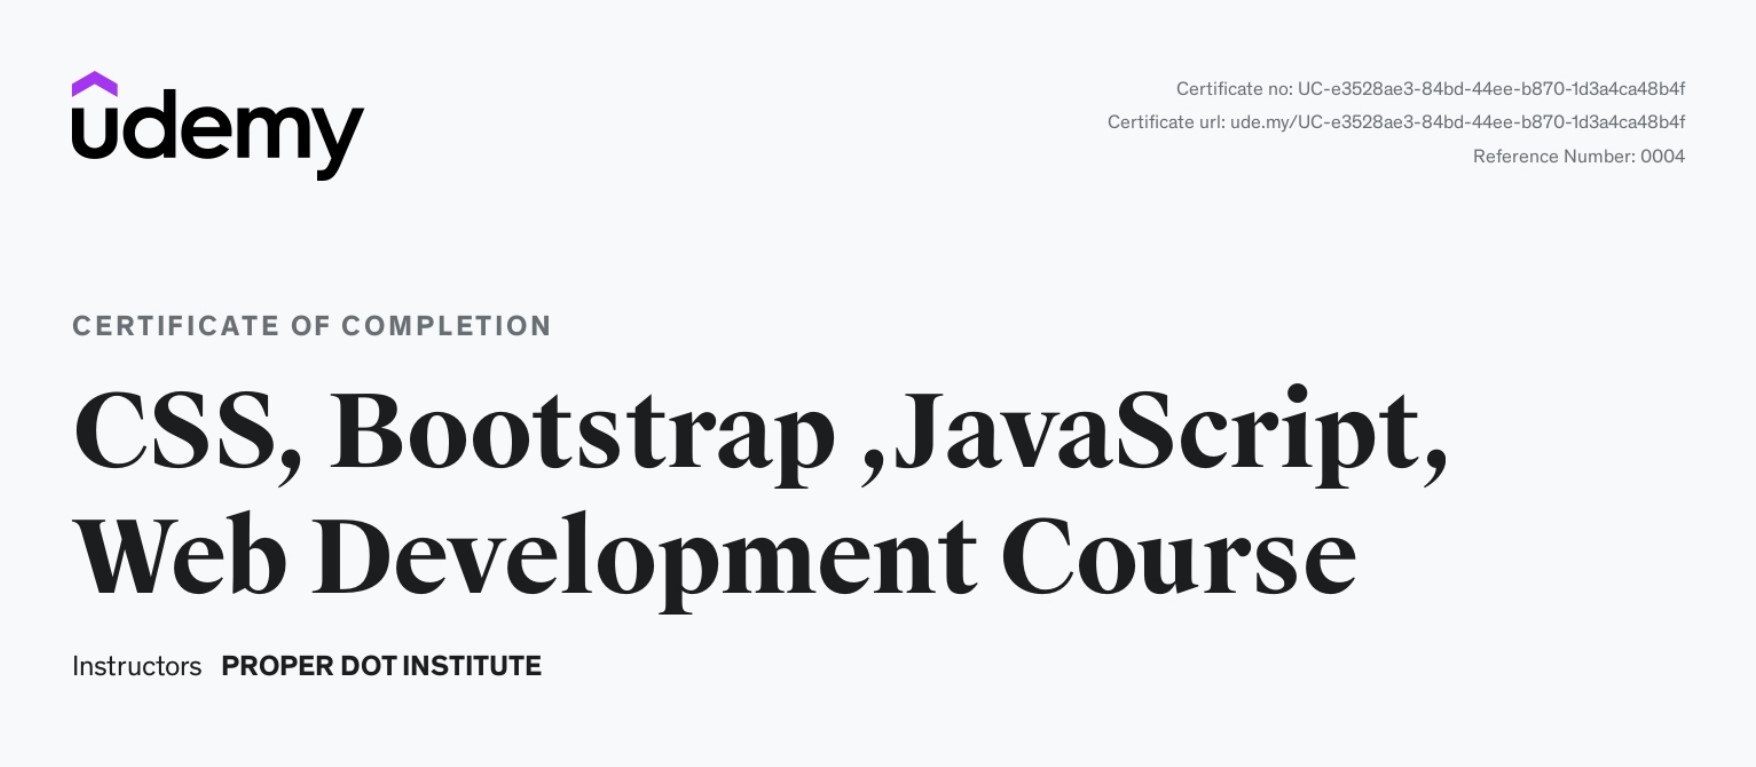 udemy
Certificate no: UC-e3528ae3-84bd-44ee-b870-1d3a4ca48b4f
Certificate url: ude.my/UC-e3528ae3-84bd-44ee-b870-1d3a4ca48b4f
Reference Number: 0004
CERTIFICATE OF COMPLETION
CSS, Bootstrap ,JavaScript,
Web Development Course
Instructors PROPER DOT INSTITUTE